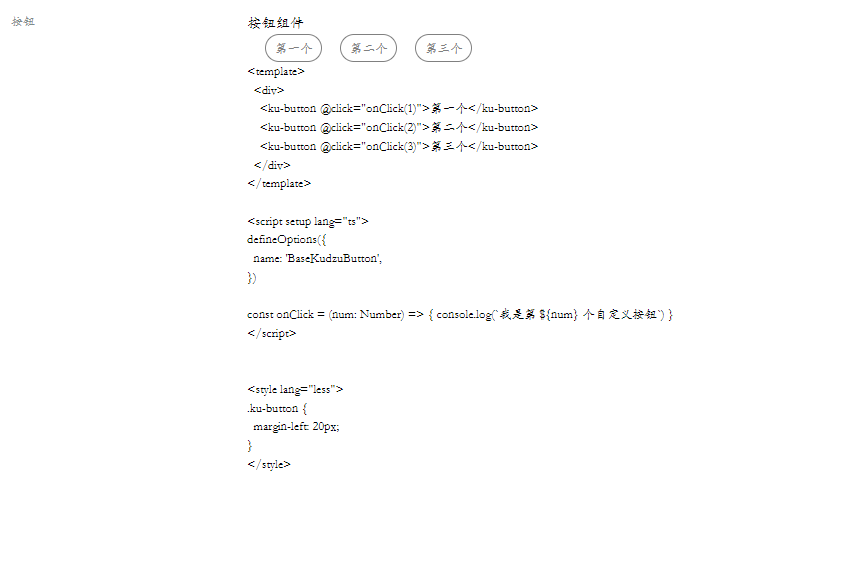 按钮
按钮组件
第一个 第二个 第三个
<template>
  <div>
    <ku-button @click="onClick(1)">第一个</ku-button>
    <ku-button @click="onClick(2)">第二个</ku-button>
    <ku-button @click="onClick(3)">第三个</ku-button>
  </div>
</template>
<script setup lang="ts">
defineOptions({
  name: 'BaseKudzuButton',
})
const onClick = (num: Number) => { console.log(`我是第 ${num} 个自定义按钮`) }
</script>
<style lang="less">
.ku-button {
  margin-left: 20px;
}
</style>